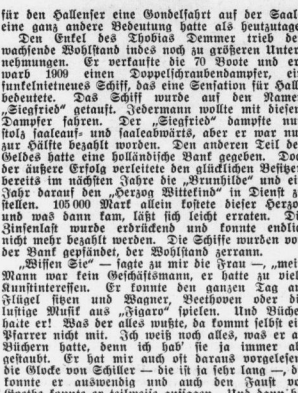 für den Hallenser eine Gondelfahrt auf der Saal
eine ganz andere Bedeutung hatte als heutzutage
Den Enkel des Thobias Demmer trieb de
wachsende Wohlstand indes noch zu größeren Unter
nehmungen. Er verkaufte die 70 Boote und er
warb 1909 einen Doppelschraubendampfer, ei
funkelnietneues Schiff, das eine Sensation für Hall
bedeutete. Das Schiff wurde auf den Name
„Siegfried" getauft. Jedermann wollte mit diesem
Dampfer fahren. Der „Siegfried" dampfte nu
stolz saaleauf- und saaleabwärts, aber er war nu
zur Hälfte bezahlt worden. Den anderen Teil de
Geldes hatte eine holländische Bank gegeben. Do
der äußere Erfolg verleitete den glücklichen Besitze
bereits im nächsten Jahre die „Brunhilde" und ei
Jahr darauf den „Herzog Wittekind" in Dienst z
stellen. 105 000 Mark allein kostete dieser Herzo
und was dann kam, läßt sich leicht erraten. Di
Zinsenlast wurde erdrückend und konnte endlic
nicht mehr bezahlt werden. Die Schiffe wurden vo
der Bank gepfändet, der Wohlstand zerrann.
„Wissen Sie" — sagte zu mir die Frau —, „mei
Mann war kein Geschäftsmann, er hatte zu viel
Kunstinteressen. Er konnte den ganzen Tag a
Flügel sitzen und Wagner, Beethoven oder di
lustige Musik aus „Figaro" spielen. Und Büche
hatte er! Was der alles wußte, da kommt selbst ei
Pfarrer nicht mit. Ich weiß noch alles, was er a
Büchern hatte, denn ich hab' sie ja immer al
gestaubt. Er hat mir auch oft daraus vorgelesen
die Glocke von Schiller — die ist ja sehr lang —, d
konnte er auswendig und auch den Faust vo
Goethe konnte er teilweise auflagen. Und